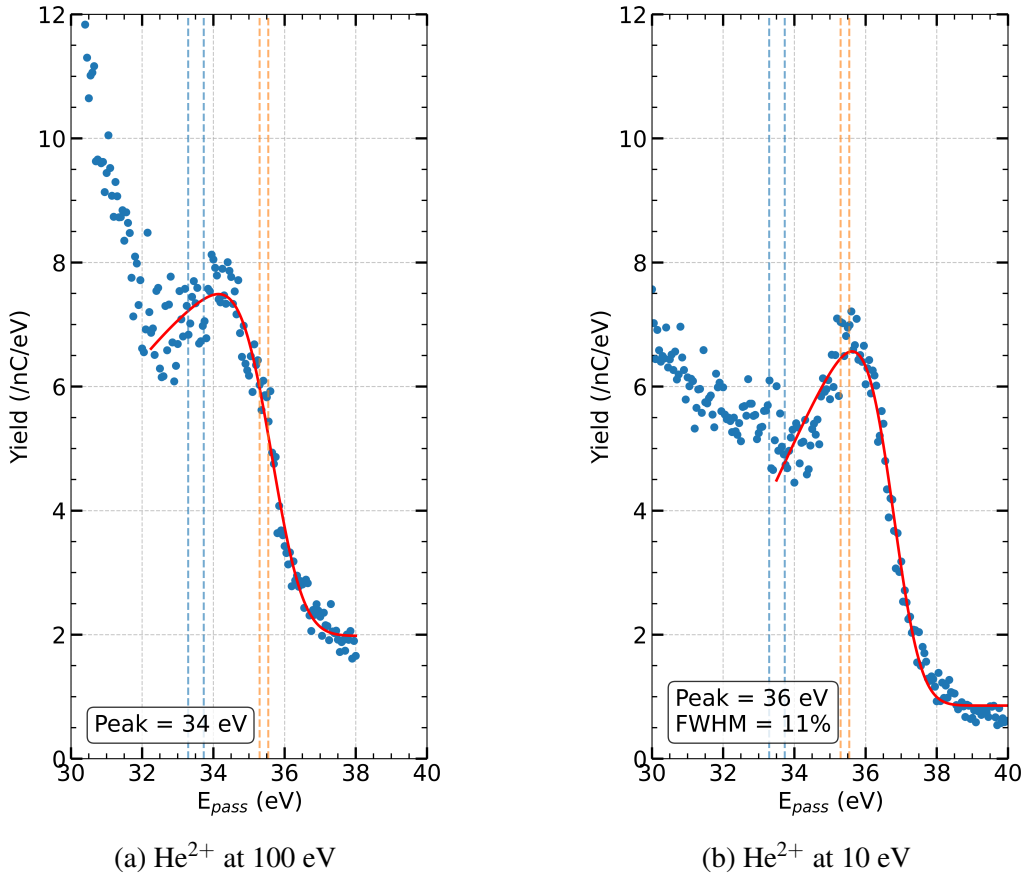 12
10
8
6
4
2
0
Yield (/nC/eV)
Peak = 34 eV
30 32 34 36 38 40
E_pass (eV)
(a) He²⁺ at 100 eV
12
10
8
6
4
2
0
Yield (/nC/eV)
Peak = 36 eV
FWHM = 11%
30 32 34 36 38 40
E_pass (eV)
(b) He²⁺ at 10 eV